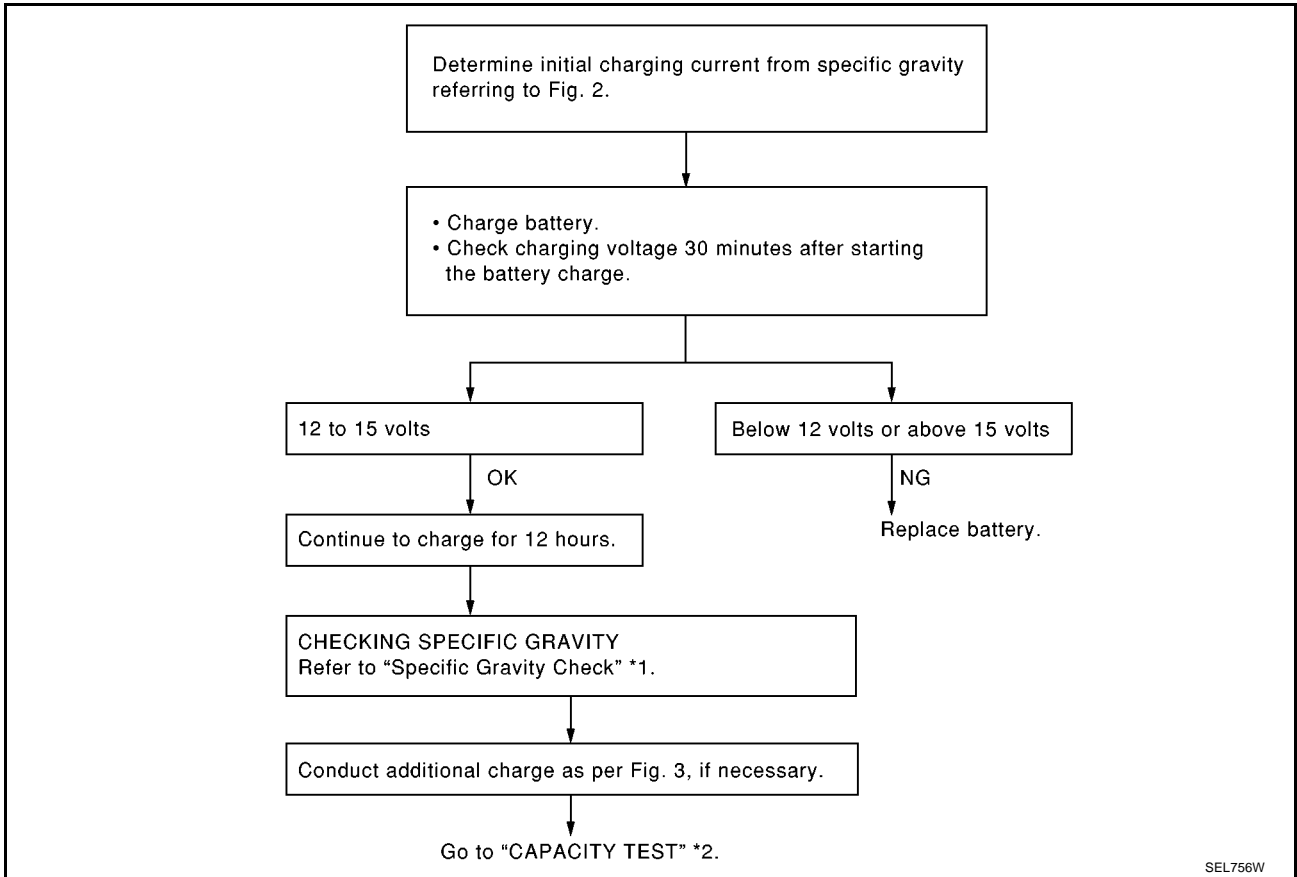 Determine initial charging current from specific gravity
referring to Fig. 2.
• Charge battery.
• Check charging voltage 30 minutes after starting
the battery charge.
12 to 15 volts
Below 12 volts or above 15 volts
OK
NG
Continue to charge for 12 hours.
Replace battery.
CHECKING SPECIFIC GRAVITY
Refer to “Specific Gravity Check” *1.
Conduct additional charge as per Fig. 3, if necessary.
Go to “CAPACITY TEST” *2.
SEL756W